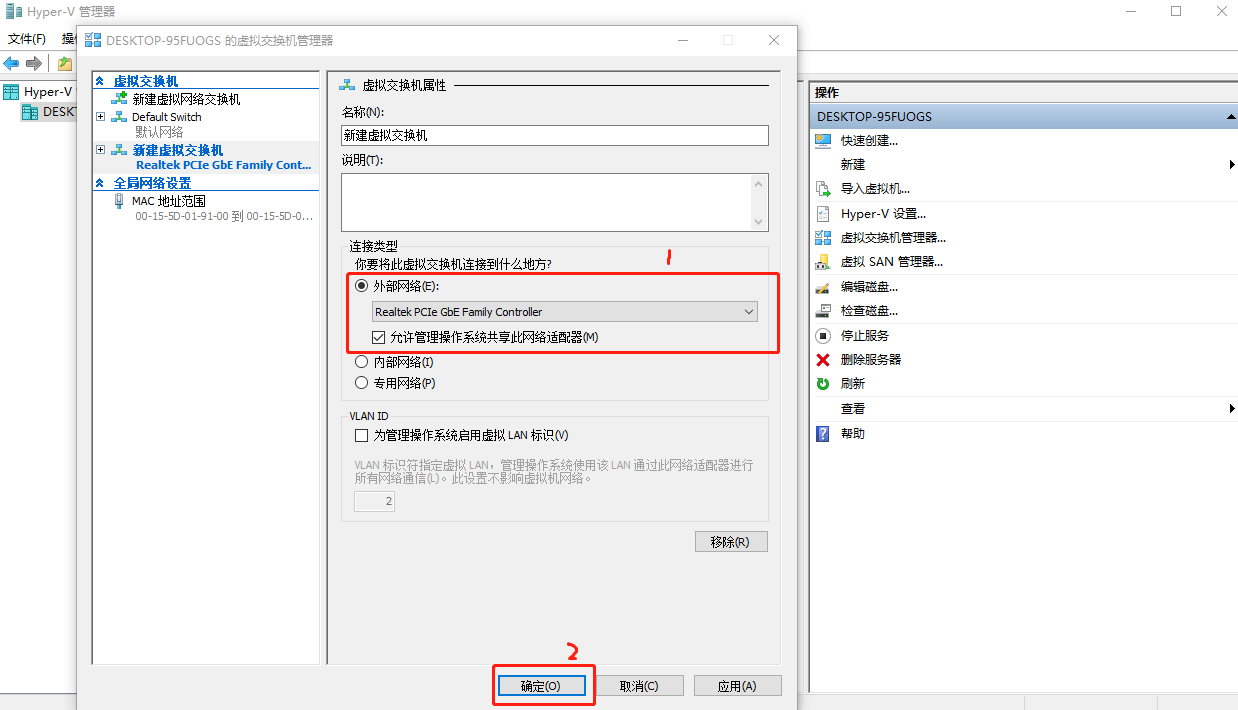 Hyper-V 管理器
文件(F) 操
Hyper-V
DESKT
DESKTOP-95FUOGS 的虚拟交换机管理器
虚拟交换机
新建虚拟网络交换机
Default Switch
默认网络
新建虚拟交换机
Realtek PCIe GbE Family Cont...
全局网络设置
MAC 地址范围
00-15-5D-01-91-00 到 00-15-5D-0...
虚拟交换机属性
名称(N):
新建虚拟交换机
说明(T):
连接类型
你要将此虚拟交换机连接到什么地方?
1
外部网络(E):
Realtek PCIe GbE Family Controller
允许管理操作系统共享此网络适配器(M)
内部网络(I)
专用网络(P)
VLAN ID
为管理操作系统启用虚拟 LAN 标识(V)
VLAN 标识符指定虚拟 LAN，管理操作系统使用该 LAN 通过此网络适配器进行
所有网络通信(L)。此设置不影响虚拟机网络。
2
移除(R)
2
确定(O)
取消(C)
应用(A)
操作
DESKTOP-95FUOGS
快速创建...
新建
导入虚拟机...
Hyper-V 设置...
虚拟交换机管理器...
虚拟 SAN 管理器...
编辑磁盘...
检查磁盘...
停止服务
删除服务器
刷新
查看
帮助